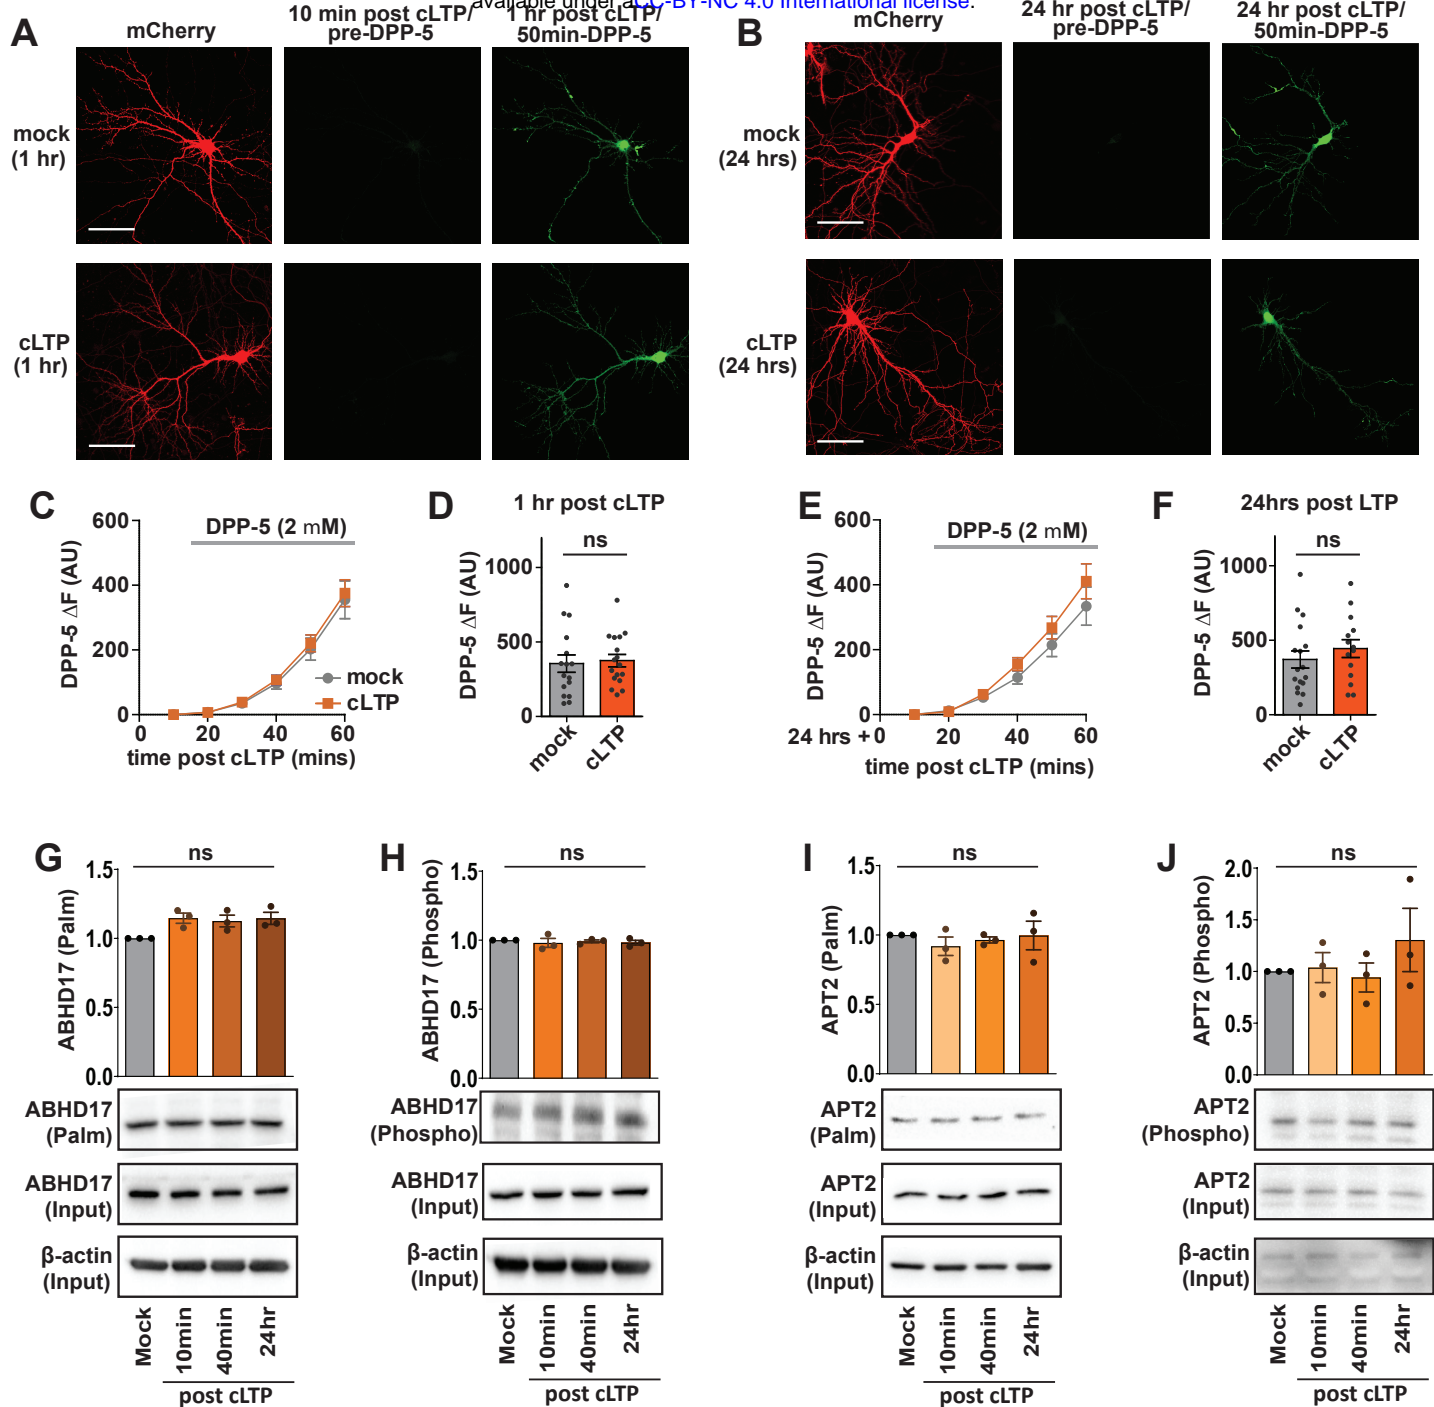 available under aCC-BY-NC 4.0 International license.
A
mCherry
10 min post cLTP/
pre-DPP-5
1 hr post cLTP/
50min-DPP-5
mock
(1 hr)
cLTP
(1 hr)
B
mCherry
24 hr post cLTP/
pre-DPP-5
24 hr post cLTP/
50min-DPP-5
mock
(24 hrs)
cLTP
(24 hrs)
C
DPP-5 ΔF (AU)
600
400
200
0
DPP-5 (2 mM)
mock
cLTP
0 20 40 60
time post cLTP (mins)
D
1 hr post cLTP
DPP-5 ΔF (AU)
1000
500
0
ns
mock
cLTP
E
DPP-5 ΔF (AU)
600
400
200
0
DPP-5 (2 mM)
24 hrs + 0 20 40 60
time post cLTP (mins)
F
24hrs post LTP
DPP-5 ΔF (AU)
1000
500
0
ns
mock
cLTP
G
ABHD17 (Palm)
1.5
1.0
0.5
0.0
ns
ABHD17
(Palm)
ABHD17
(Input)
β-actin
(Input)
Mock
10min
40min
24hr
post cLTP
H
ABHD17 (Phospho)
1.5
1.0
0.5
0.0
ns
ABHD17
(Phospho)
ABHD17
(Input)
β-actin
(Input)
Mock
10min
40min
24hr
post cLTP
I
APT2 (Palm)
1.5
1.0
0.5
0.0
ns
APT2
(Palm)
APT2
(Input)
β-actin
(Input)
Mock
10min
40min
24hr
post cLTP
J
APT2 (Phospho)
2.0
1.5
1.0
0.5
0.0
ns
APT2
(Phospho)
APT2
(Input)
β-actin
(Input)
Mock
10min
40min
24hr
post cLTP